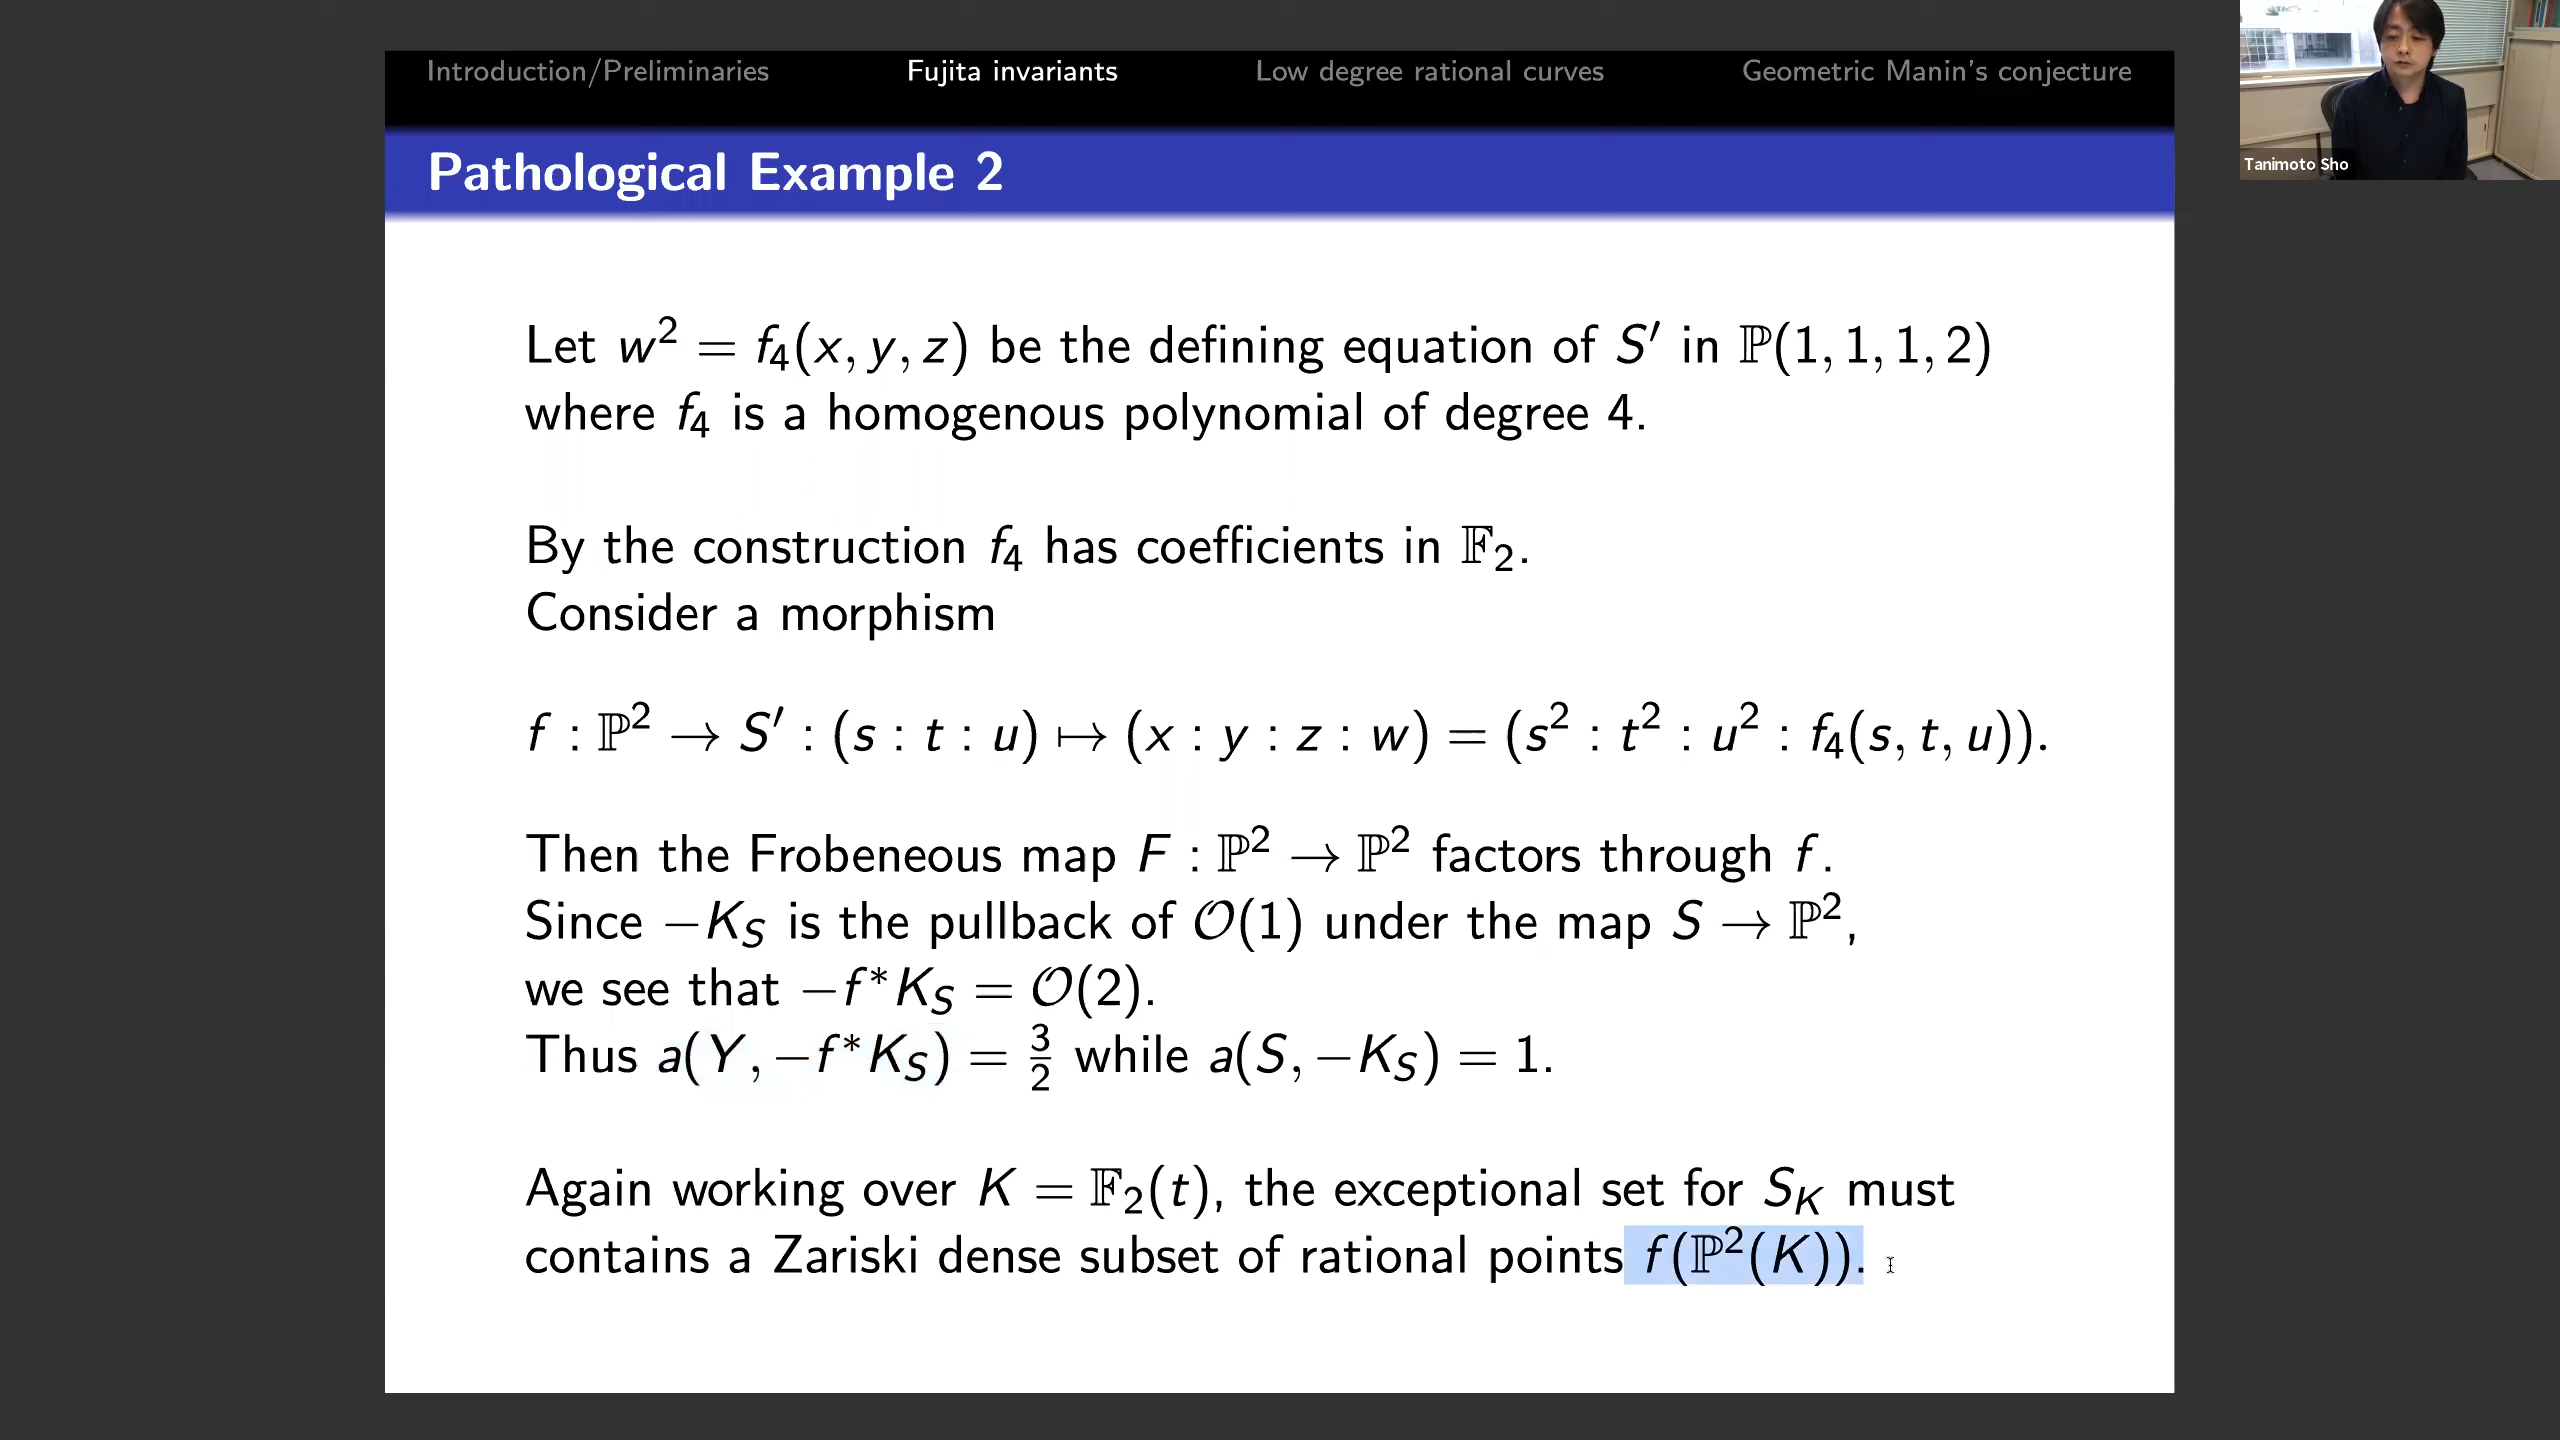 Introduction/Preliminaries Fujita invariants Low degree rational curves Geometric Manin's conjecture
Pathological Example 2
Let w² = f₄(x, y, z) be the defining equation of S′ in ℙ(1, 1, 1, 2)
where f₄ is a homogenous polynomial of degree 4.
By the construction f₄ has coefficients in 𝔽₂.
Consider a morphism
f : ℙ² → S′ : (s : t : u) ↦ (x : y : z : w) = (s² : t² : u² : f₄(s, t, u)).
Then the Frobeneous map F : ℙ² → ℙ² factors through f.
Since −K_S is the pullback of 𝒪(1) under the map S → ℙ²,
we see that −f*K_S = 𝒪(2).
Thus a(Y, −f*K_S) = 3/2 while a(S, −K_S) = 1.
Again working over K = 𝔽₂(t), the exceptional set for S_K must
contains a Zariski dense subset of rational points f(ℙ²(K)).
Tanimoto Sho